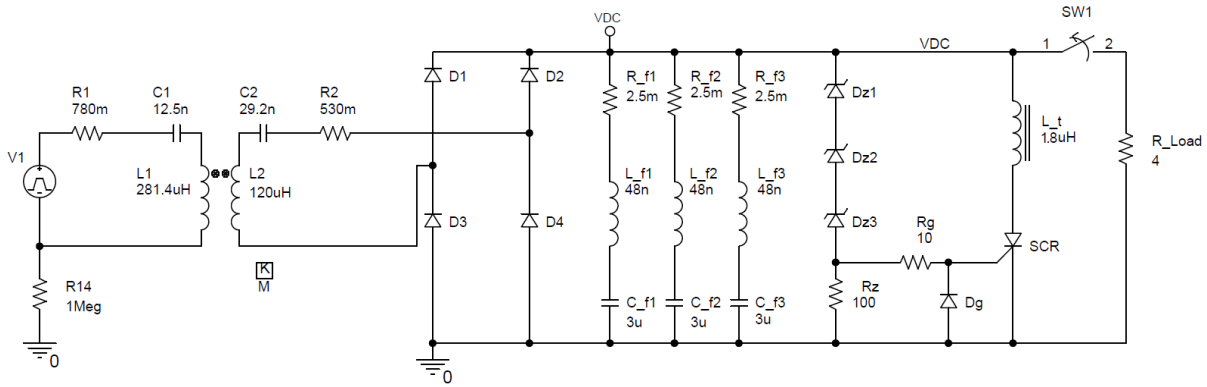 VDC
SW1
VDC
1
2
D1
D2
R_f1
2.5m
R_f2
2.5m
R_f3
2.5m
Dz1
R1
780m
C1
12.5n
C2
29.2n
R2
530m
L_t
1.8uH
R_Load
4
V1
Dz2
L1
281.4uH
L2
120uH
L_f1
48n
L_f2
48n
L_f3
48n
D3
D4
Dz3
Rg
10
SCR
K
M
R14
1Meg
C_f1
3u
C_f2
3u
C_f3
3u
Rz
100
Dg
0
0